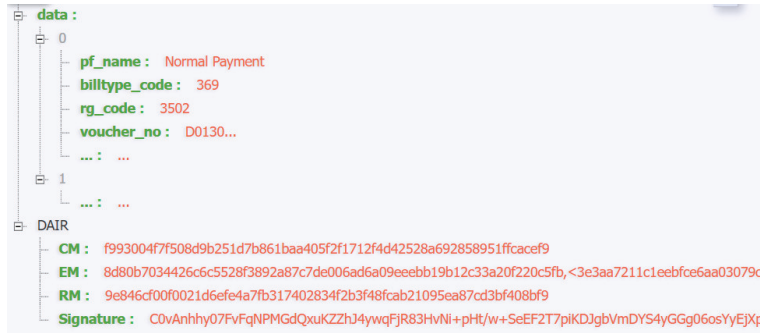 data :
0
pf_name : Normal Payment
billtype_code : 369
rg_code : 3502
voucher_no : D0130...
... : ...
1
... : ...
DAIR
CM : f993004f7f508d9b251d7b861baa405f2f1712f4d42528a692858951ffcacef9
EM : 8d80b7034426c6c5528f3892a87c7de006ad6a09eeebb19b12c33a20f220c5fb,<3e3aa7211c1eebfce6aa03079c
RM : 9e846cf00f0021d6efe4a7fb317402834f2b3f48fcab21095ea87cd3bf408bf9
Signature : C0vAnhhy07FvFqNPMGdQxuKZZhJ4ywqFjR83HvNi+pHt/w+SeEF2T7piKDJgbVmDYS4yGGg06osYyEjXp